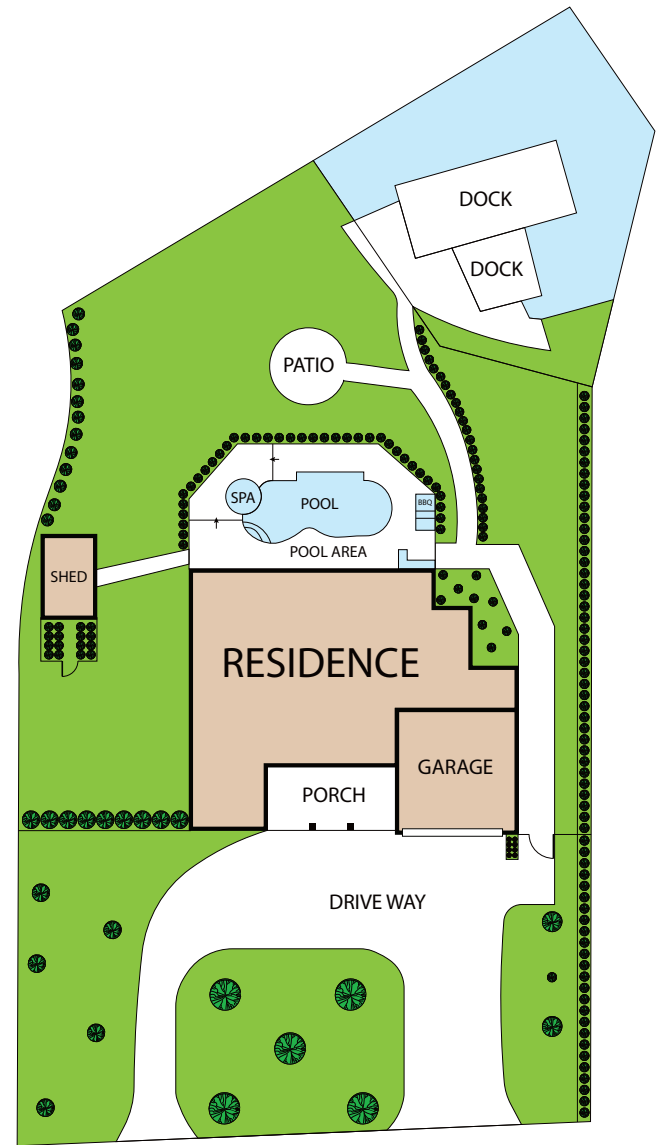 DOCK
DOCK
PATIO
SPA
POOL
BBQ
POOL AREA
SHED
RESIDENCE
GARAGE
PORCH
DRIVE WAY